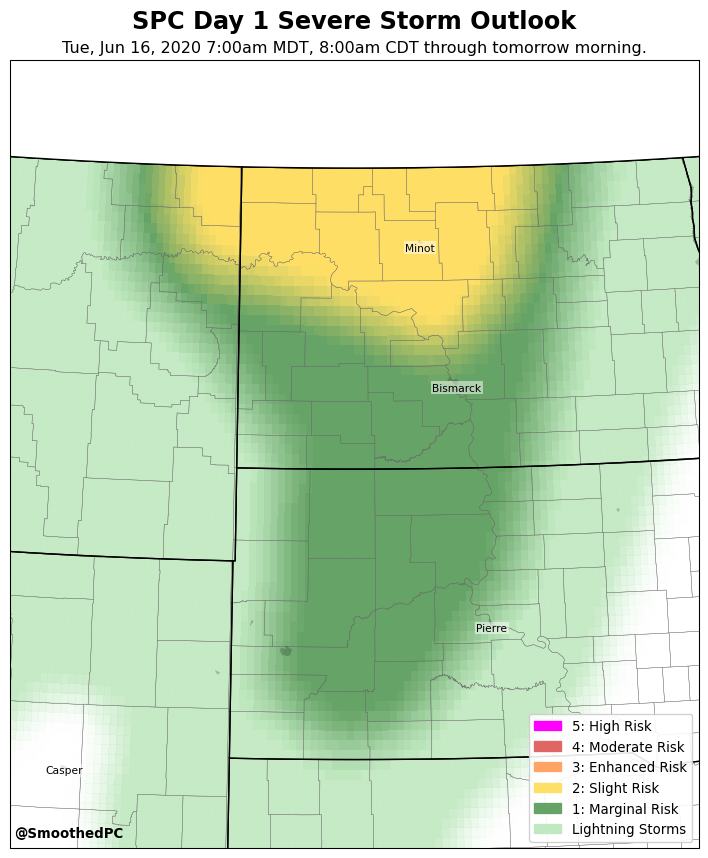 SPC Day 1 Severe Storm Outlook
Tue, Jun 16, 2020 7:00am MDT, 8:00am CDT through tomorrow morning.
Minot
Bismarck
Pierre
Casper
5: High Risk
4: Moderate Risk
3: Enhanced Risk
2: Slight Risk
1: Marginal Risk
Lightning Storms
@SmoothedPC